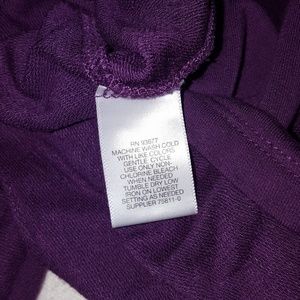 RN 93677
MACHINE WASH COLD
WITH LIKE COLORS
GENTLE CYCLE
USE ONLY NON-
CHLORINE BLEACH
WHEN NEEDED
TUMBLE DRY LOW
IRON ON LOWEST
SETTING AS NEEDED
SUPPLIER 75611-0